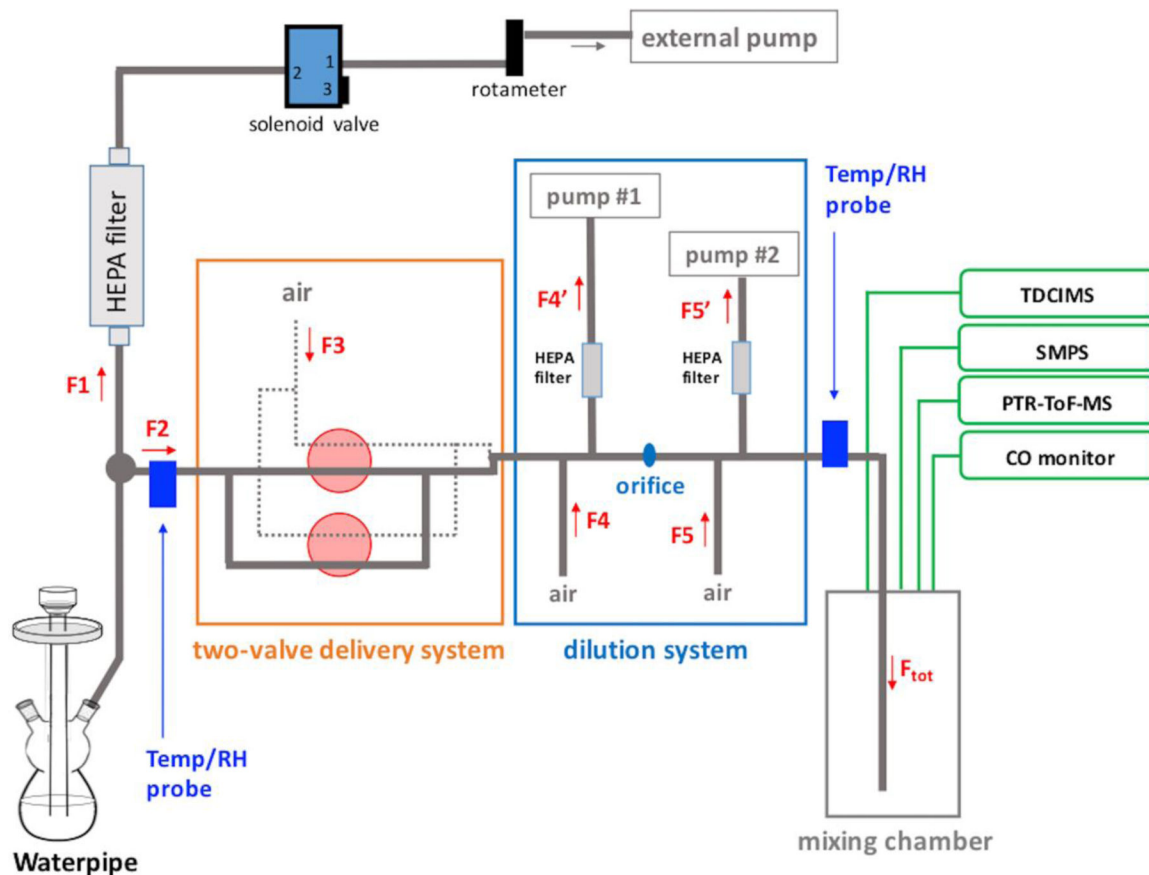 external pump
1
2
3
solenoid valve
rotameter
HEPA filter
Temp/RH
probe
pump #1
pump #2
air
F4’
F5’
TDCIMS
F3
HEPA
filter
HEPA
filter
SMPS
F1
PTR-ToF-MS
F2
CO monitor
orifice
F4
F5
air
air
two-valve delivery system
dilution system
Ftot
Temp/RH
probe
mixing chamber
Waterpipe